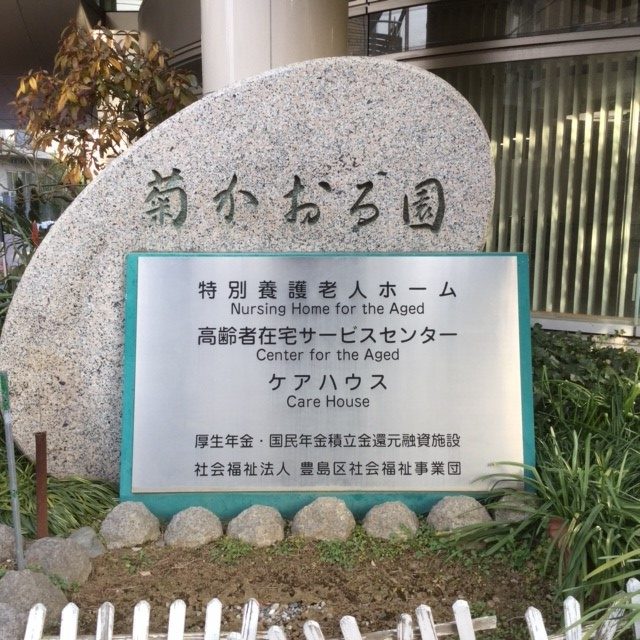 菊かおる園
特別養護老人ホーム
Nursing Home for the Aged
高齢者在宅サービスセンター
Center for the Aged
ケアハウス
Care House
厚生年金・国民年金積立金還元融資施設
社会福祉法人 豊島区社会福祉事業団